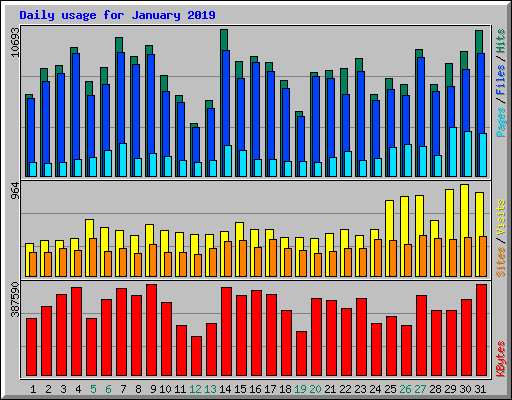 Daily usage for January 2019
10693
Pages / Files / Hits
964
Sites / Visits
387590
KBytes
1 2 3 4 5 6 7 8 9 10 11 12 13 14 15 16 17 18 19 20 21 22 23 24 25 26 27 28 29 30 31